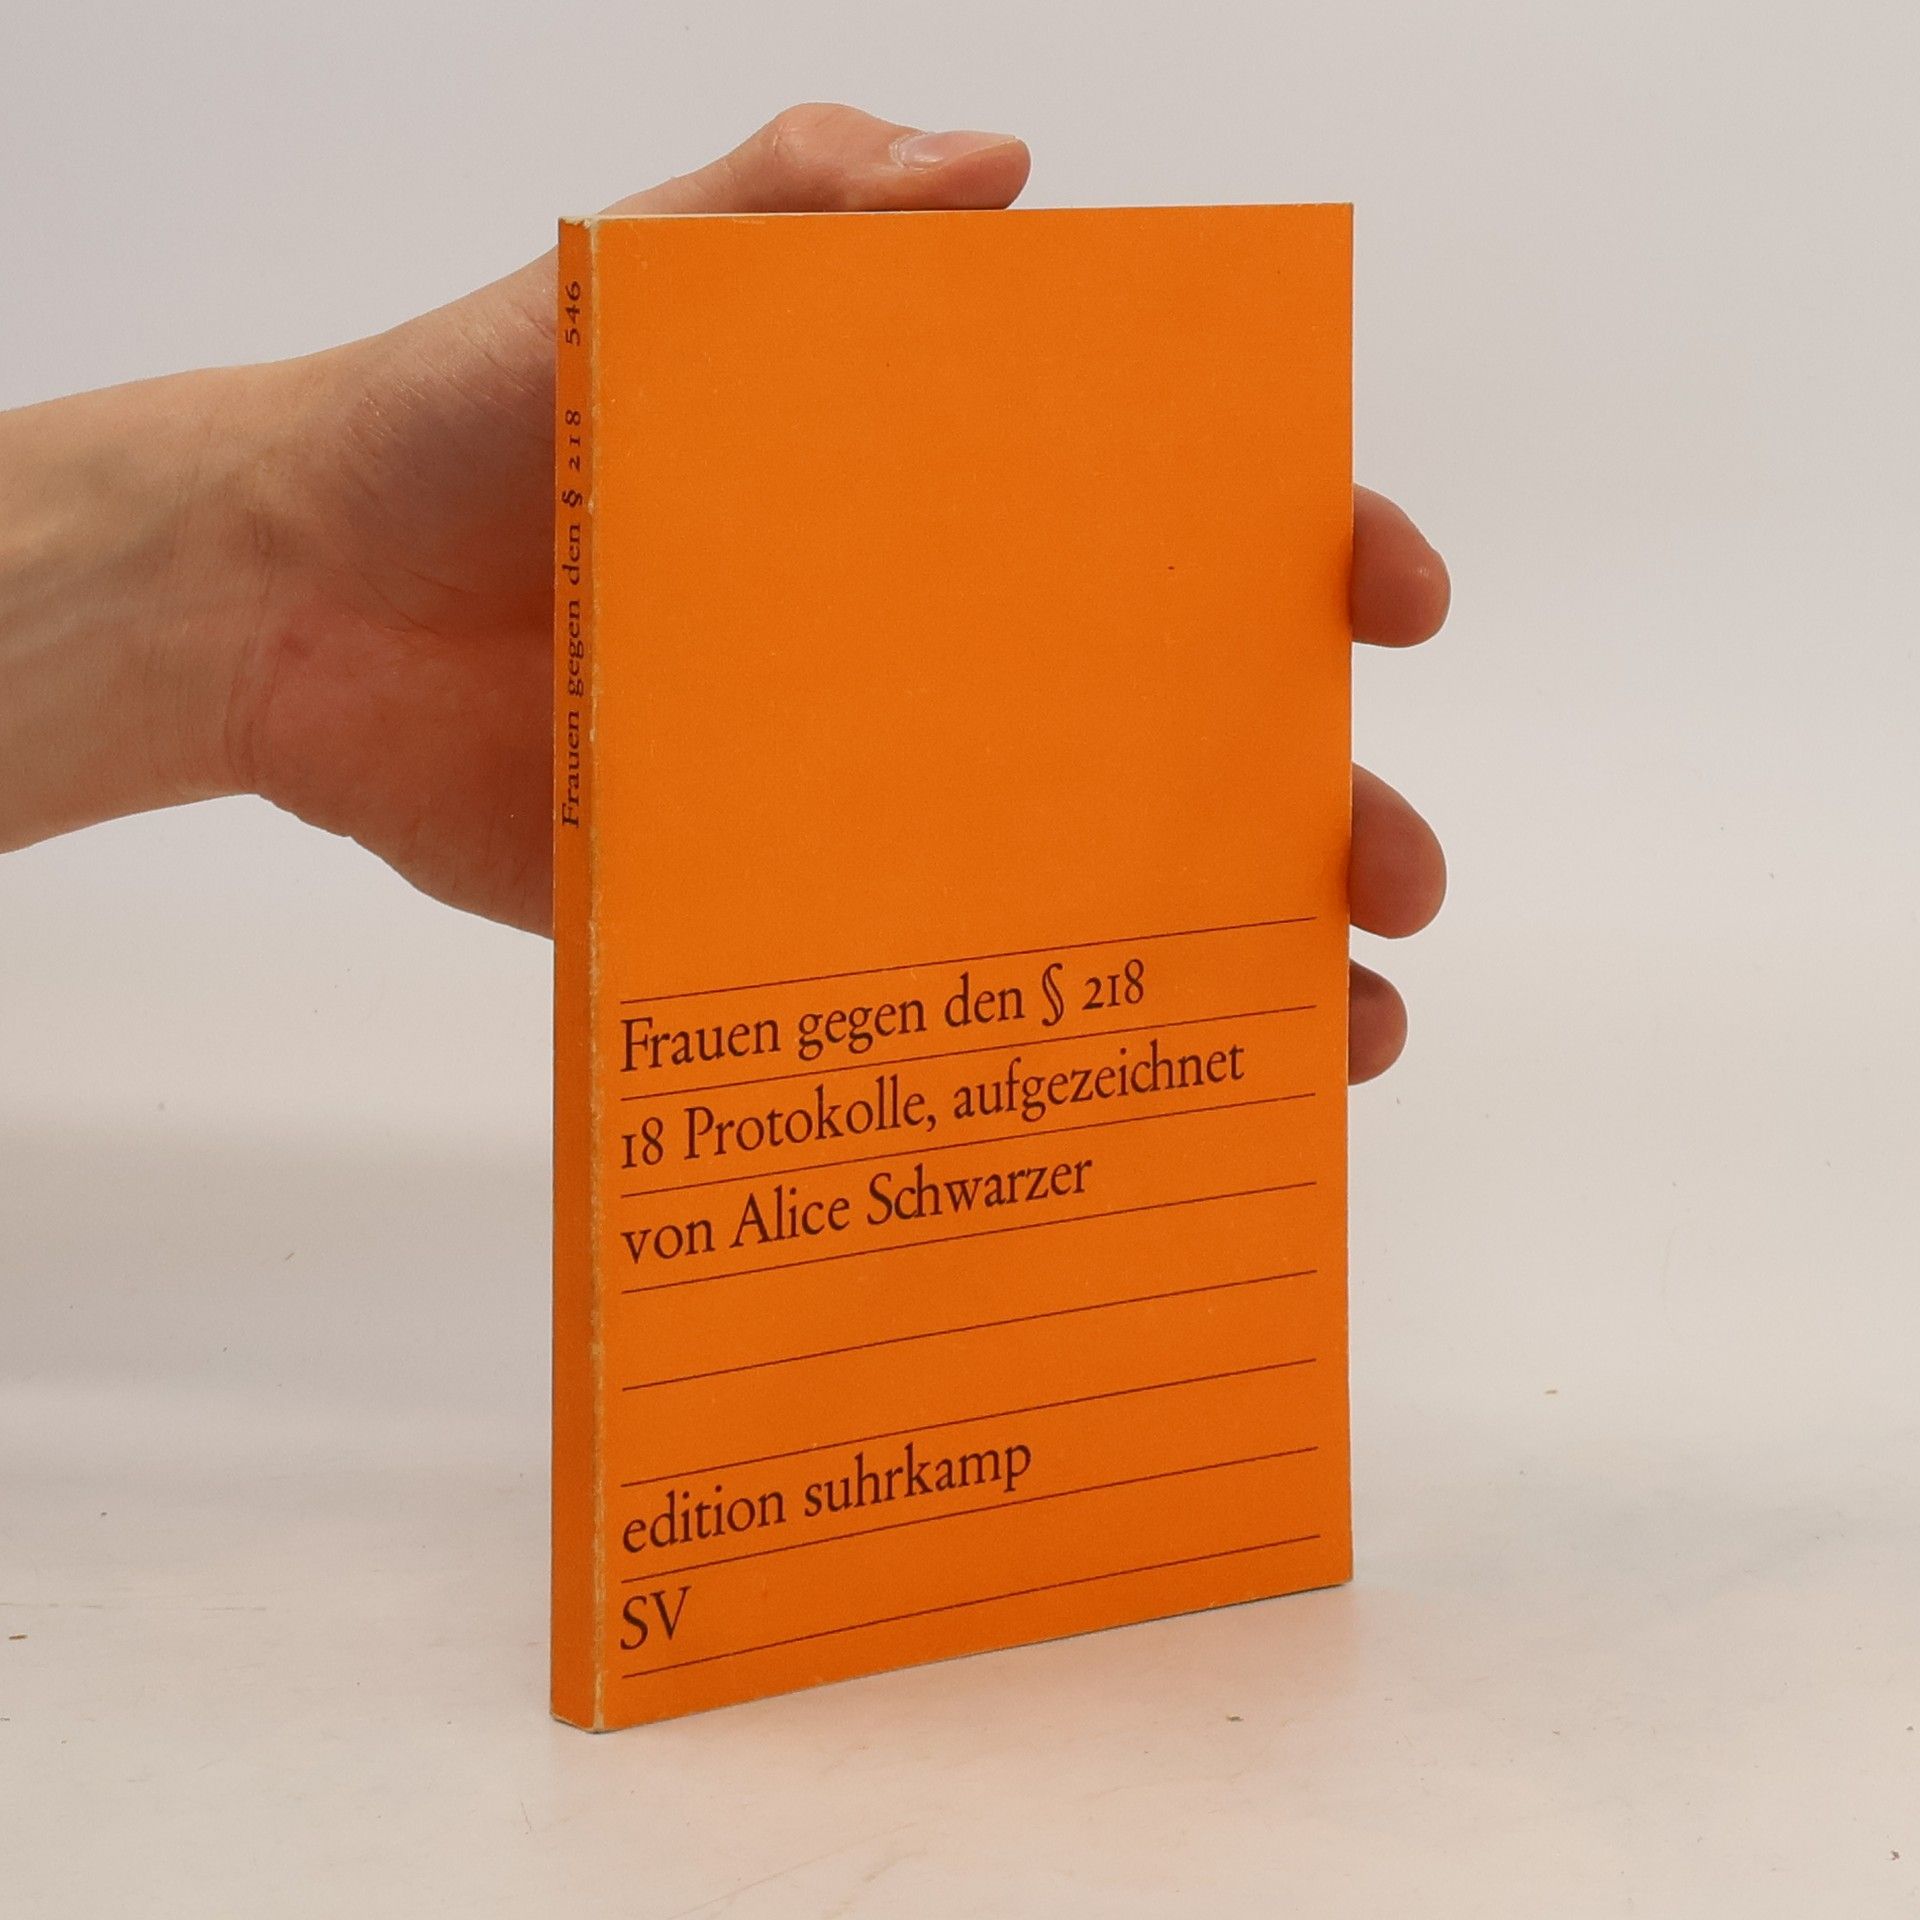 Frauen gegen den § 218 546
Frauen gegen den § 218
18 Protokolle, aufgezeichnet
von Alice Schwarzer
edition suhrkamp
SV